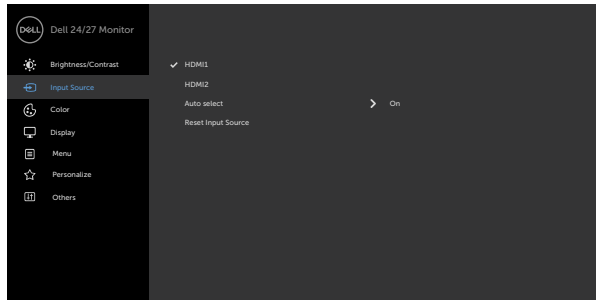 DELL Dell 24/27 Monitor
Brightness/Contrast
Input Source
Color
Display
Menu
Personalize
Others
HDMI1
HDMI2
Auto select On
Reset Input Source